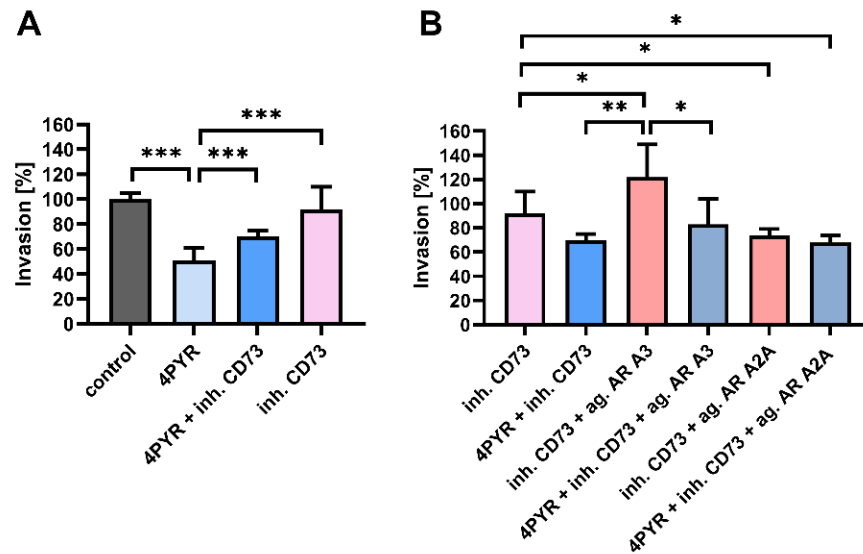 A
B
Invasion [%]
160
140
120
100
80
60
40
20
0
***
***
***
control
4PYR
4PYR + inh. CD73
inh. CD73
Invasion [%]
160
140
120
100
80
60
40
20
0
*
*
*
**
*
inh. CD73
4PYR + inh. CD73
inh. CD73 + ag. AR A3
4PYR + inh. CD73 + ag. AR A3
inh. CD73 + ag. AR A2A
4PYR + inh. CD73 + ag. AR A2A